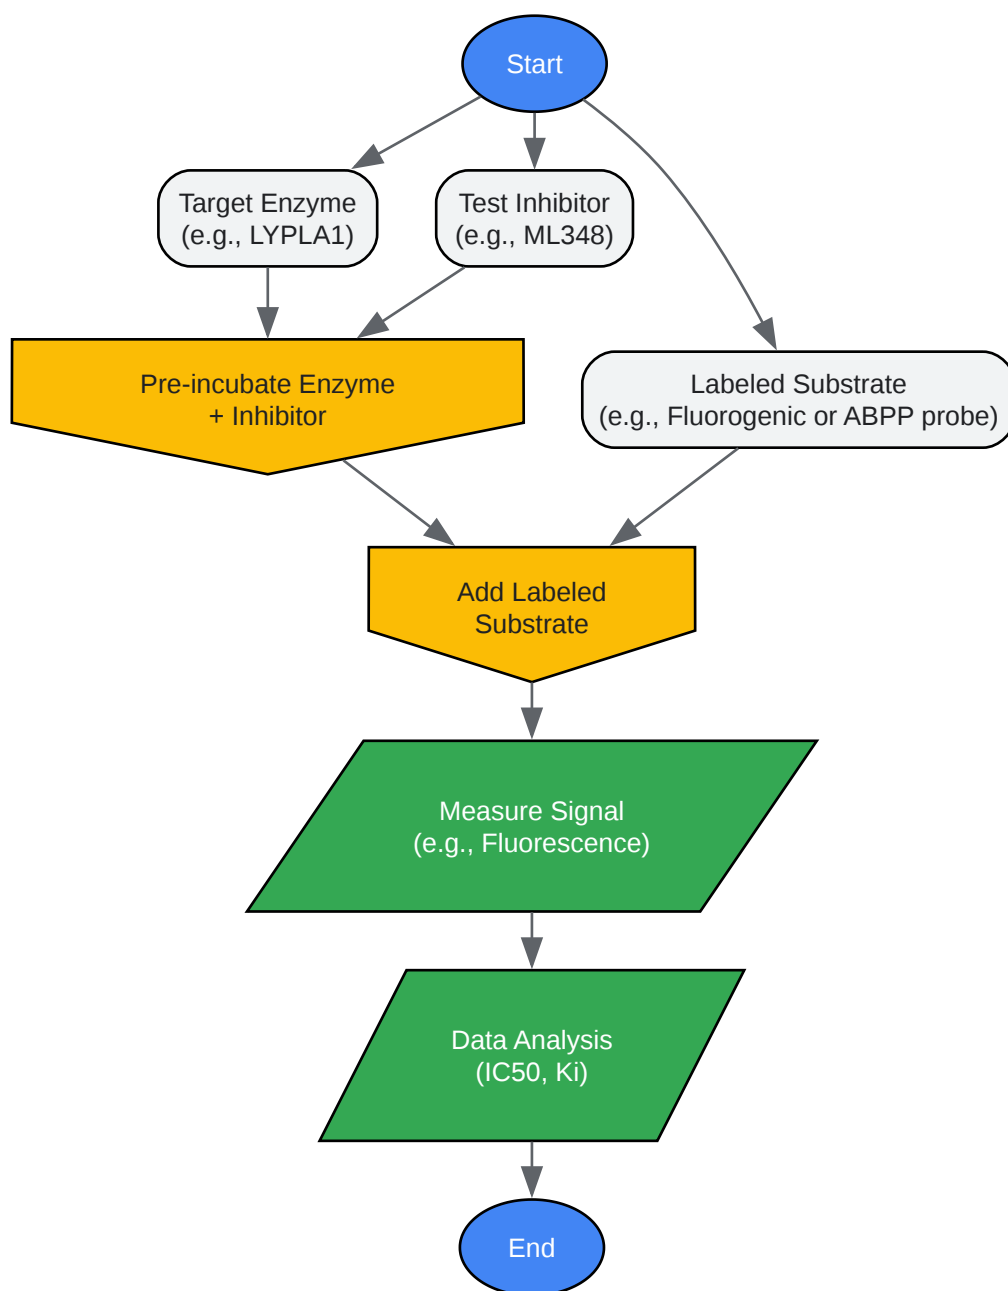 Start
Target Enzyme
(e.g., LYPLA1)
Test Inhibitor
(e.g., ML348)
Pre-incubate Enzyme
+ Inhibitor
Labeled Substrate
(e.g., Fluorogenic or ABPP probe)
Add Labeled
Substrate
Measure Signal
(e.g., Fluorescence)
Data Analysis
(IC50, Ki)
End